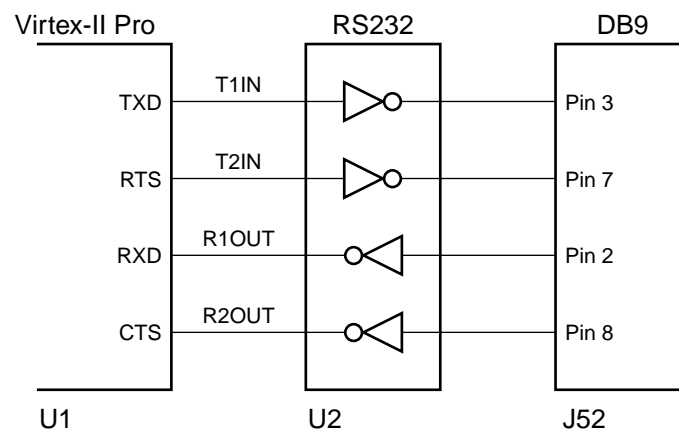 Virtex-II Pro RS232 DB9
TXD T1IN Pin 3
RTS T2IN Pin 7
RXD R1OUT Pin 2
CTS R2OUT Pin 8
U1 U2 J52